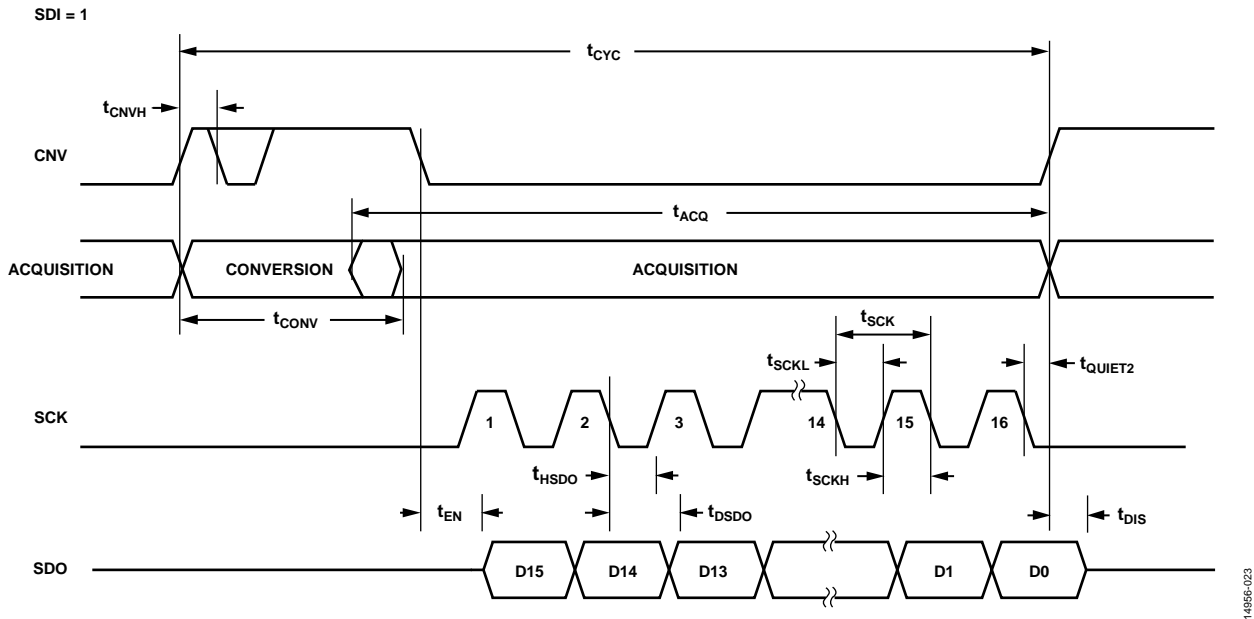 SDI = 1
tCYC
tCNVH
CNV
tACQ
ACQUISITION
CONVERSION
ACQUISITION
tCONV
tSCK
tSCKL
tQUIET2
SCK
1
2
3
14
15
16
tHSDO
tSCKH
tEN
tDSDO
tDIS
SDO
D15
D14
D13
D1
D0
14956-023